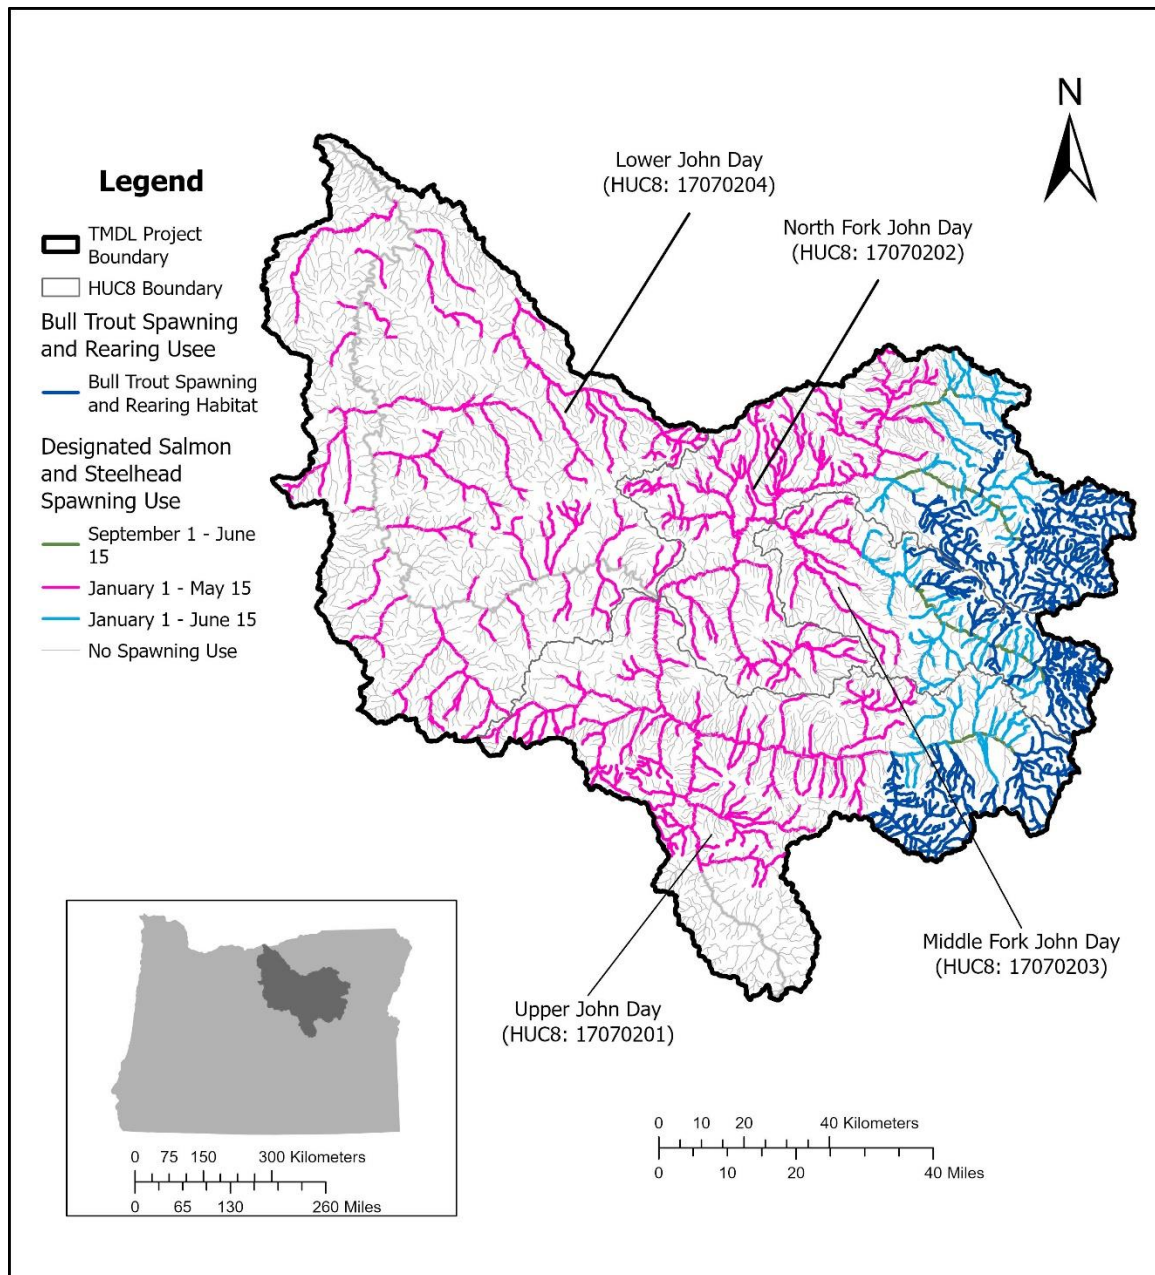 N
Lower John Day
(HUC8: 17070204)
North Fork John Day
(HUC8: 17070202)
Legend
TMDL Project
Boundary
HUC8 Boundary
Bull Trout Spawning
and Rearing Usee
Bull Trout Spawning
and Rearing Habitat
Designated Salmon
and Steelhead
Spawning Use
September 1 - June
15
January 1 - May 15
January 1 - June 15
No Spawning Use
Middle Fork John Day
(HUC8: 17070203)
Upper John Day
(HUC8: 17070201)
0 75 150 300 Kilometers
0 65 130 260 Miles
0 10 20 40 Kilometers
0 10 20 40 Miles